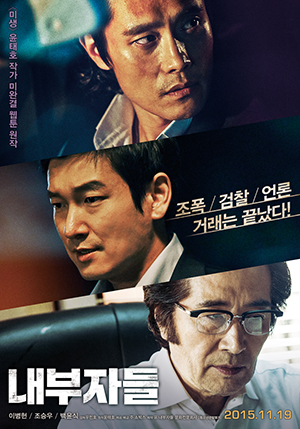 미생 윤태호 작가 미완결 웹툰 원작
조폭 / 검찰 / 언론
거래는 끝났다!
내부자들
이병헌 / 조승우 / 백윤식
2015.11.19